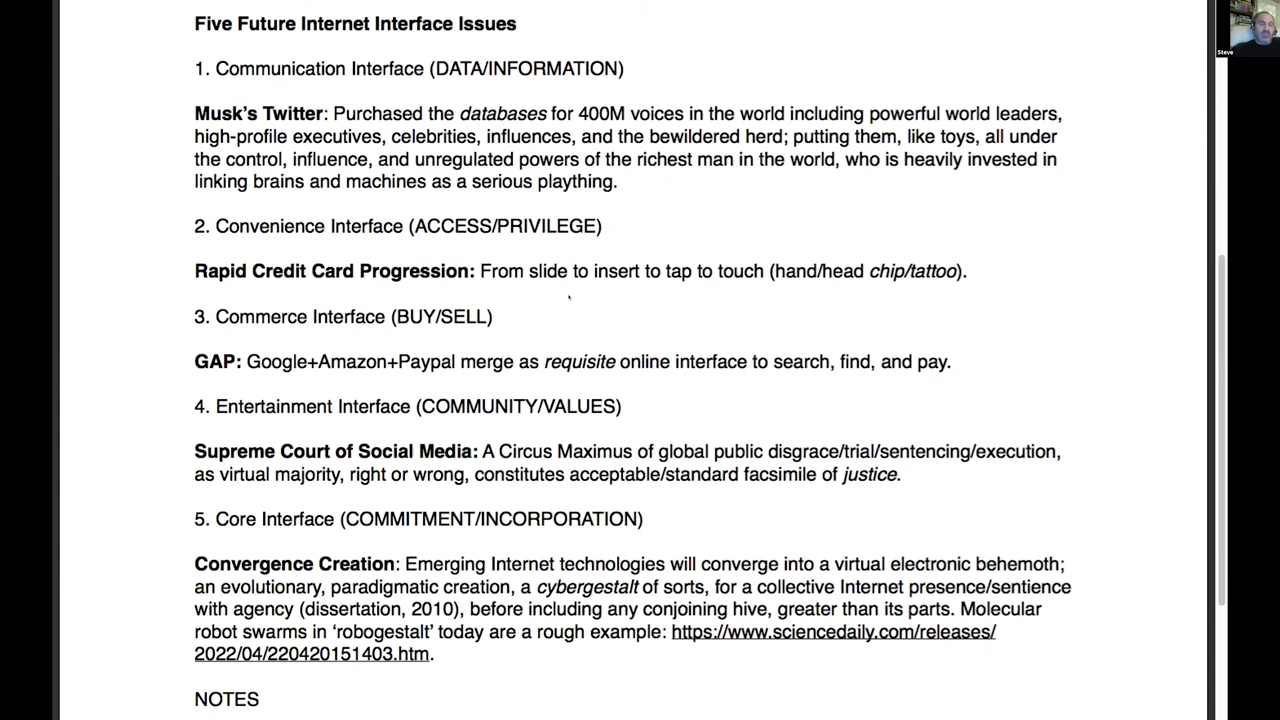 Five Future Internet Interface Issues
Steve
1. Communication Interface (DATA/INFORMATION)
Musk's Twitter: Purchased the databases for 400M voices in the world including powerful world leaders,
high-profile executives, celebrities, influences, and the bewildered herd; putting them, like toys, all under
the control, influence, and unregulated powers of the richest man in the world, who is heavily invested in
linking brains and machines as a serious plaything.
2. Convenience Interface (ACCESS/PRIVILEGE)
Rapid Credit Card Progression: From slide to insert to tap to touch (hand/head chip/tattoo).
3. Commerce Interface (BUY/SELL)
GAP: Google+Amazon+Paypal merge as requisite online interface to search, find, and pay.
4. Entertainment Interface (COMMUNITY/VALUES)
Supreme Court of Social Media: A Circus Maximus of global public disgrace/trial/sentencing/execution,
as virtual majority, right or wrong, constitutes acceptable/standard facsimile of justice.
5. Core Interface (COMMITMENT/INCORPORATION)
Convergence Creation: Emerging Internet technologies will converge into a virtual electronic behemoth;
an evolutionary, paradigmatic creation, a cybergestalt of sorts, for a collective Internet presence/sentience
with agency (dissertation, 2010), before including any conjoining hive, greater than its parts. Molecular
robot swarms in ‘robogestalt’ today are a rough example: https://www.sciencedaily.com/releases/
2022/04/220420151403.htm.
NOTES